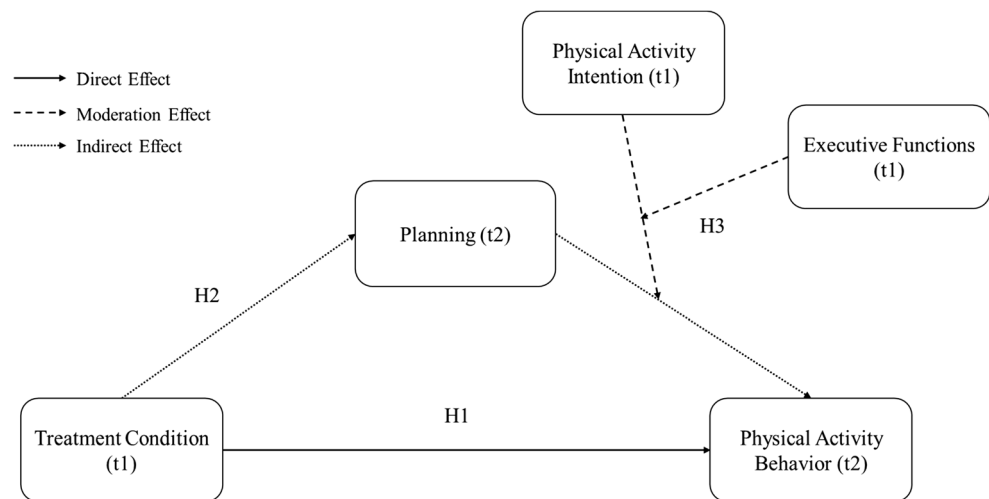 Physical Activity
Intention (t1)
Direct Effect
Moderation Effect
Indirect Effect
Executive Functions
(t1)
Planning (t2)
H3
H2
H1
Treatment Condition
(t1)
Physical Activity
Behavior (t2)